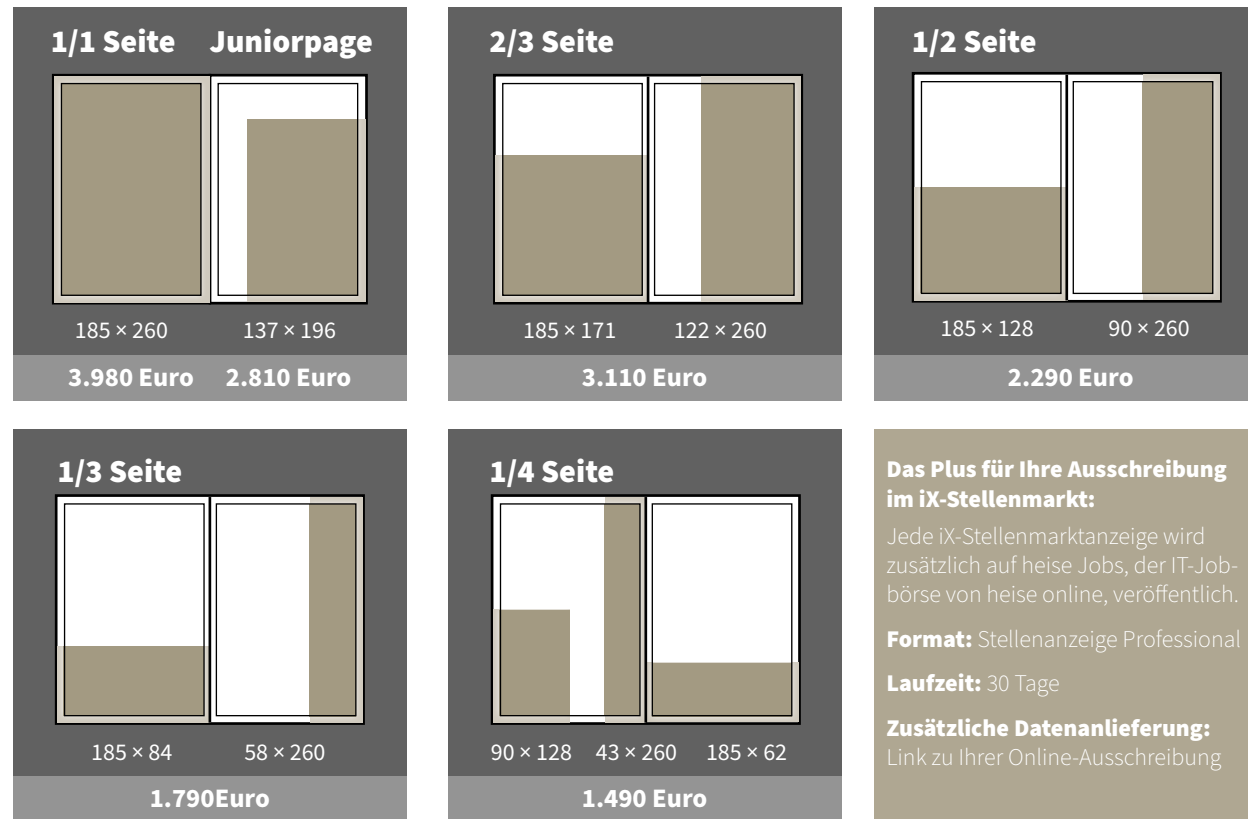 1/1 Seite Juniorpage
185 × 260 137 × 196
3.980 Euro 2.810 Euro
2/3 Seite
185 × 171 122 × 260
3.110 Euro
1/2 Seite
185 × 128 90 × 260
2.290 Euro
1/3 Seite
185 × 84 58 × 260
1.790Euro
1/4 Seite
90 × 128 43 × 260 185 × 62
1.490 Euro
Das Plus für Ihre Ausschreibung
im iX-Stellenmarkt:
Jede iX-Stellenmarktanzeige wird
zusätzlich auf heise Jobs, der IT-Job-
börse von heise online, veröffentlich.
Format: Stellenanzeige Professional
Laufzeit: 30 Tage
Zusätzliche Datenanlieferung:
Link zu Ihrer Online-Ausschreibung